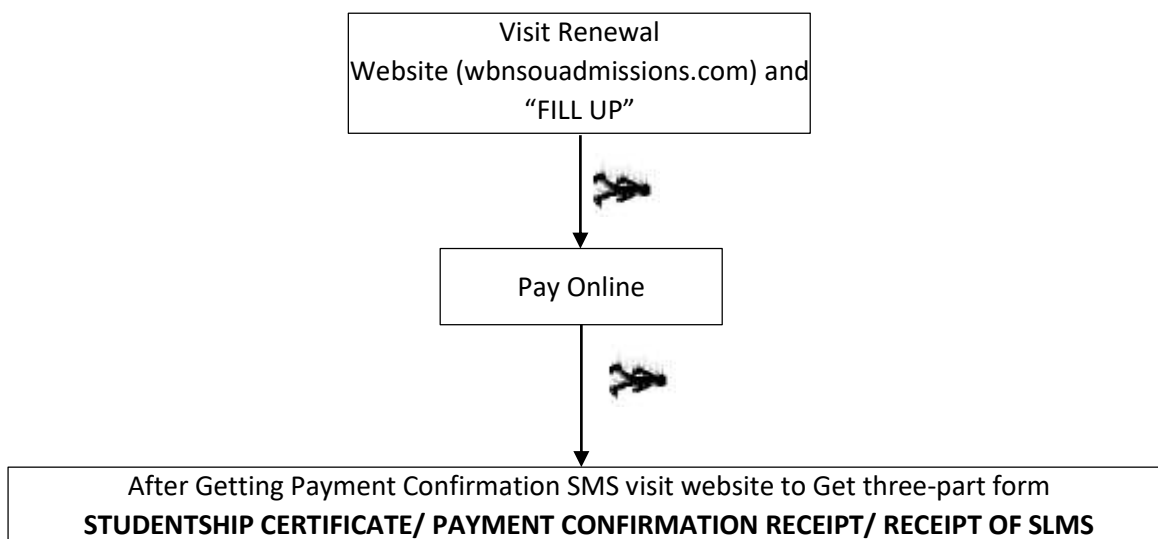 Visit Renewal
Website (wbnsouadmissions.com) and
“FILL UP”
Pay Online
After Getting Payment Confirmation SMS visit website to Get three-part form
STUDENTSHIP CERTIFICATE/ PAYMENT CONFIRMATION RECEIPT/ RECEIPT OF SLMS